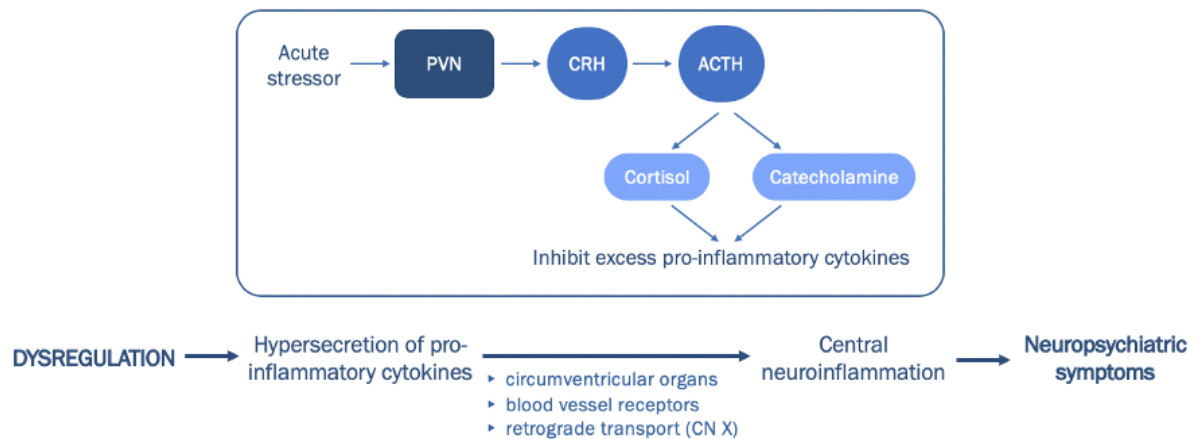 Acute
stressor
PVN
CRH
ACTH
Cortisol
Catecholamine
Inhibit excess pro-inflammatory cytokines
DYSREGULATION
Hypersecretion of pro-
inflammatory cytokines
‣ circumventricular organs
‣ blood vessel receptors
‣ retrograde transport (CN X)
Central
neuroinflammation
Neuropsychiatric
symptoms